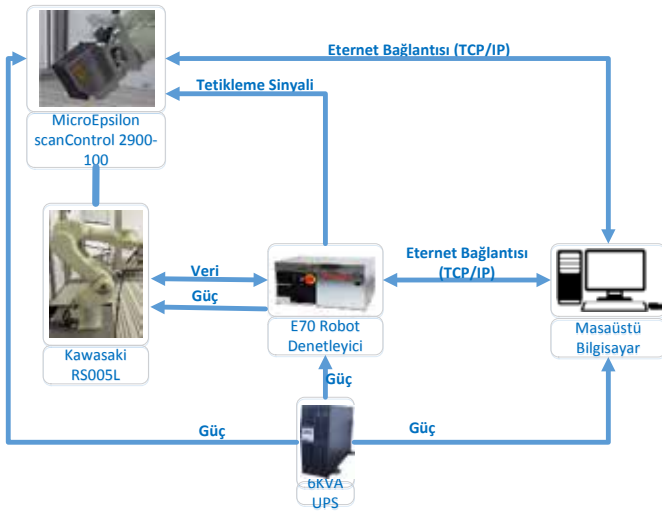 Eternet Bağlantısı (TCP/IP)
Tetikleme Sinyali
MicroEpsilon
scanControl 2900-
100
Veri
Güç
Eternet Bağlantısı
(TCP/IP)
E70 Robot
Denetleyici
Masaüstü
Bilgisayar
Kawasaki
RS005L
Güç
Güç
Güç
6KVA
UPS